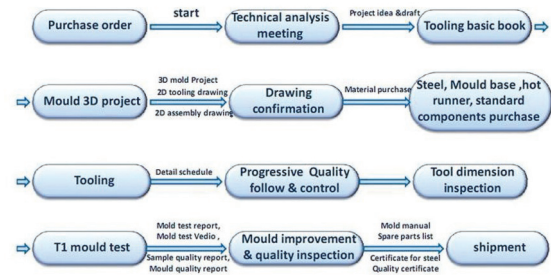 Purchase order
start
Technical analysis
meeting
Project idea &draft
Tooling basic book
Mould 3D project
3D mold Project
2D tooling drawing
2D assembly drawing
Drawing
confirmation
Material purchase
Steel, Mould base ,hot
runner, standard
components purchase
Tooling
Detail schedule
Progressive Quality
follow & control
Tool dimension
inspection
T1 mould test
Mold test report,
Mold test Vedio ,
Sample quality report,
Mould quality report
Mould improvement
& quality inspection
Mold manual
Spare parts list
Certificate for steel
Quality certificate
shipment